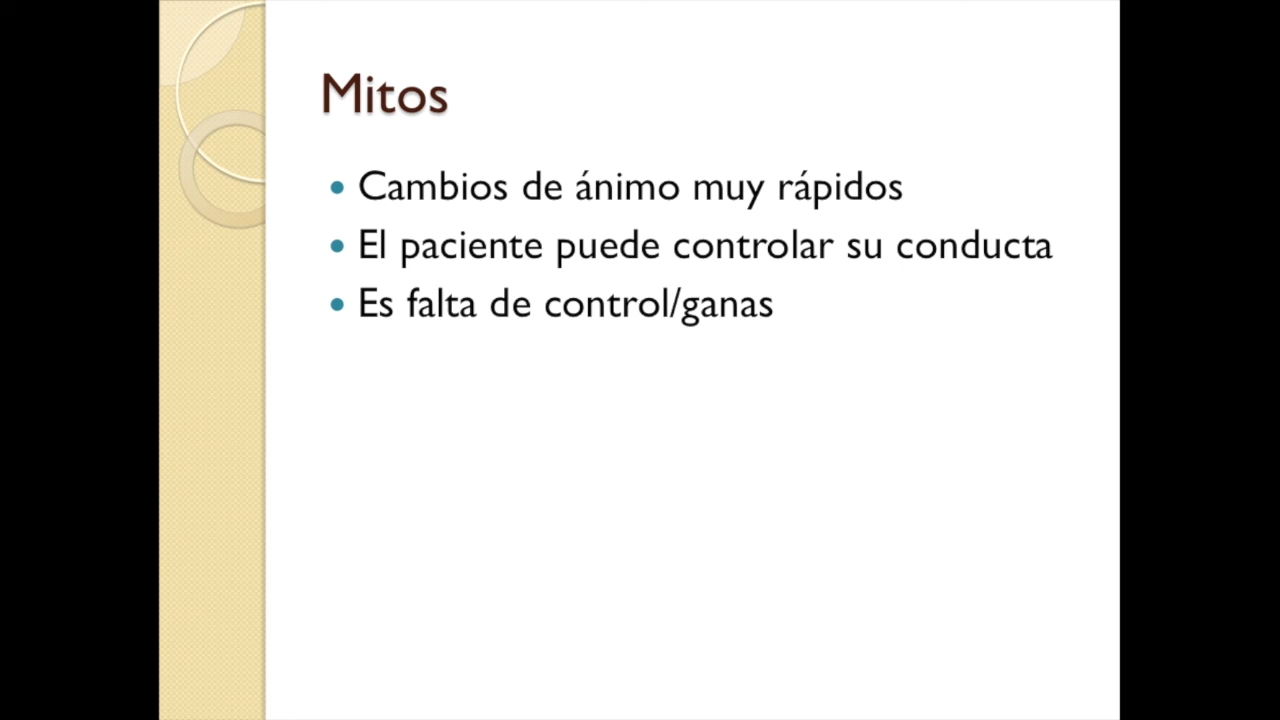 Mitos
• Cambios de ánimo muy rápidos
• El paciente puede controlar su conducta
• Es falta de control/ganas